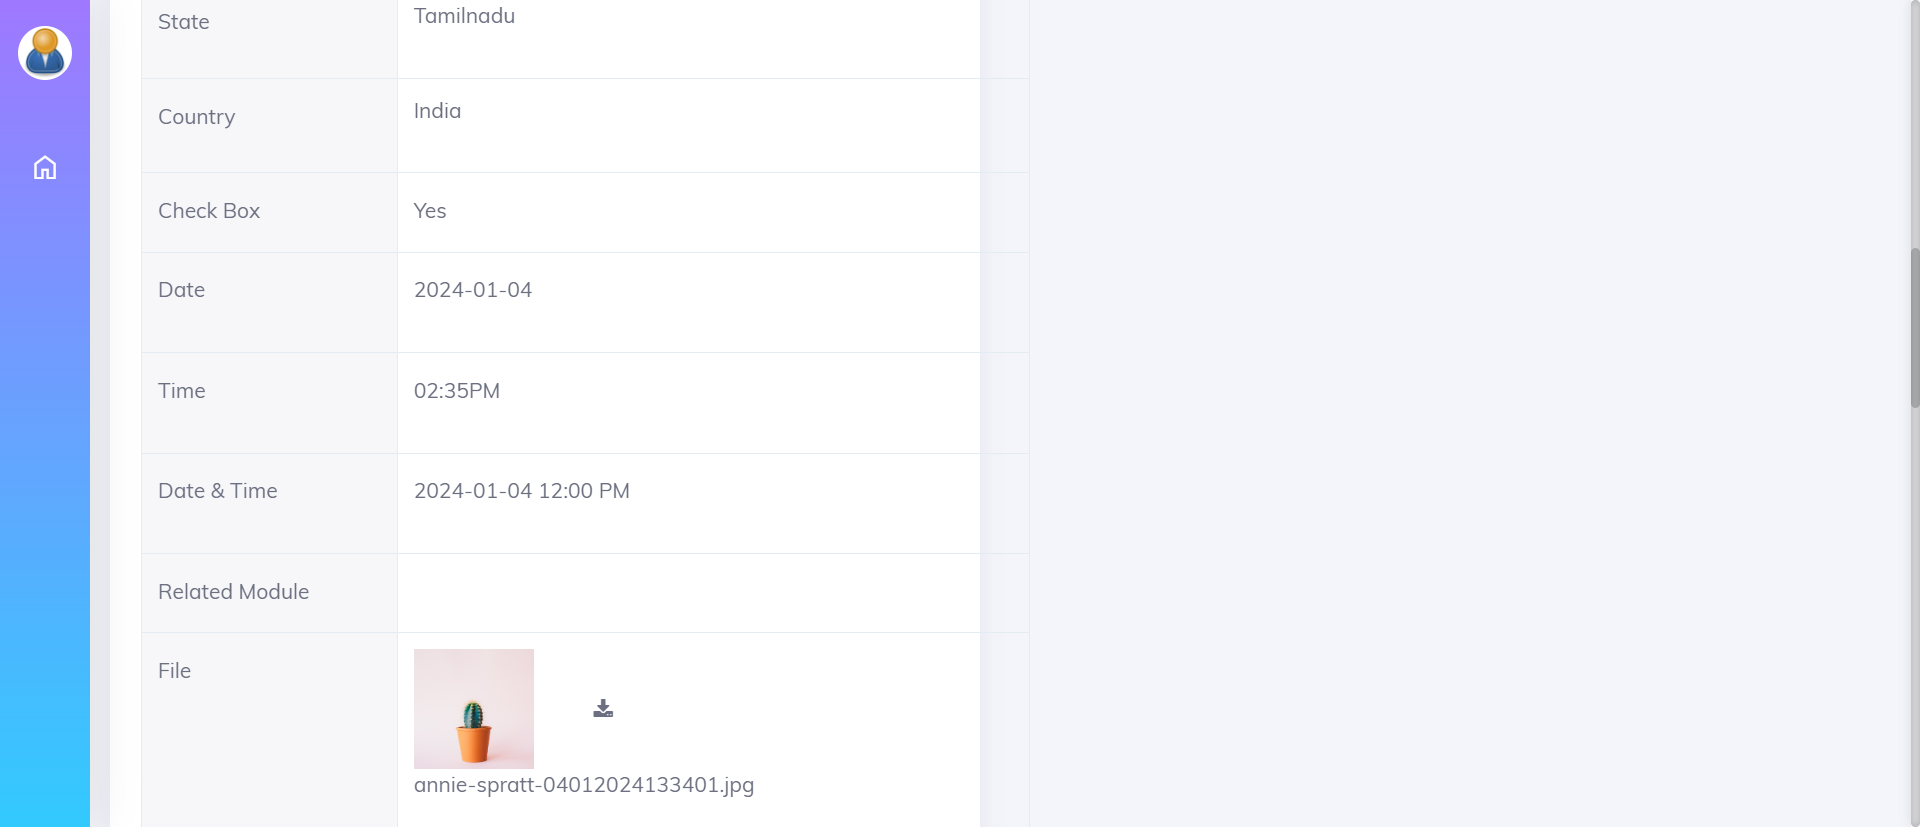 State
Tamilnadu
Country
India
Check Box
Yes
Date
2024-01-04
Time
02:35PM
Date & Time
2024-01-04 12:00 PM
Related Module
File
annie-spratt-04012024133401.jpg